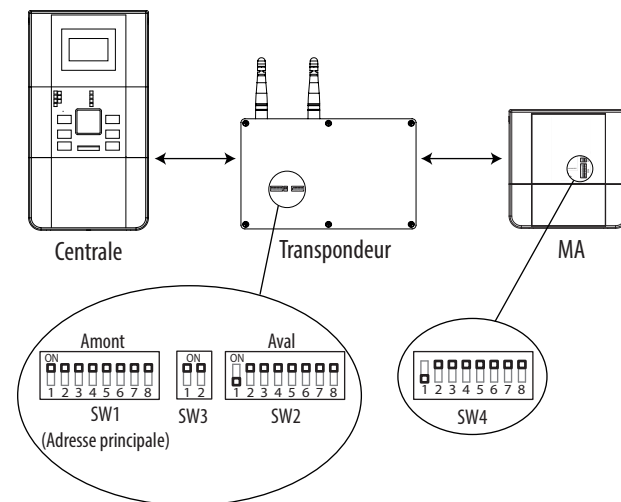 Centrale
Transpondeur
MA
Amont
Aval
ON
ON
ON
1 2 3 4 5 6 7 8
1 2
1 2 3 4 5 6 7 8
1 2 3 4 5 6 7 8
SW1
SW3
SW2
SW4
(Adresse principale)